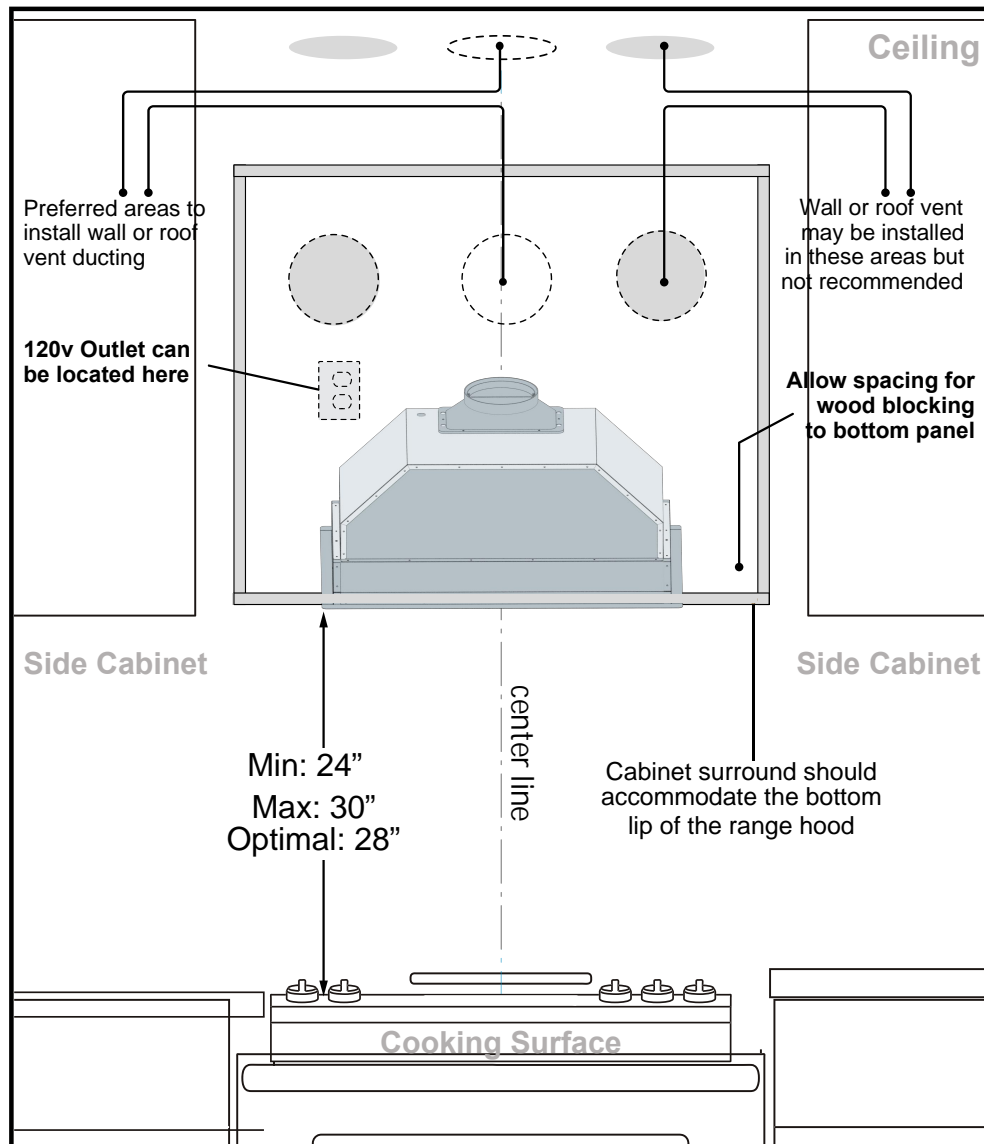 Ceiling
Preferred areas to
install wall or roof
vent ducting
Wall or roof vent
may be installed
in these areas but
not recommended
120v Outlet can
be located here
Allow spacing for
wood blocking
to bottom panel
Side Cabinet
Side Cabinet
center line
Min: 24”
Max: 30”
Optimal: 28”
Cabinet surround should
accommodate the bottom
lip of the range hood
Cooking Surface